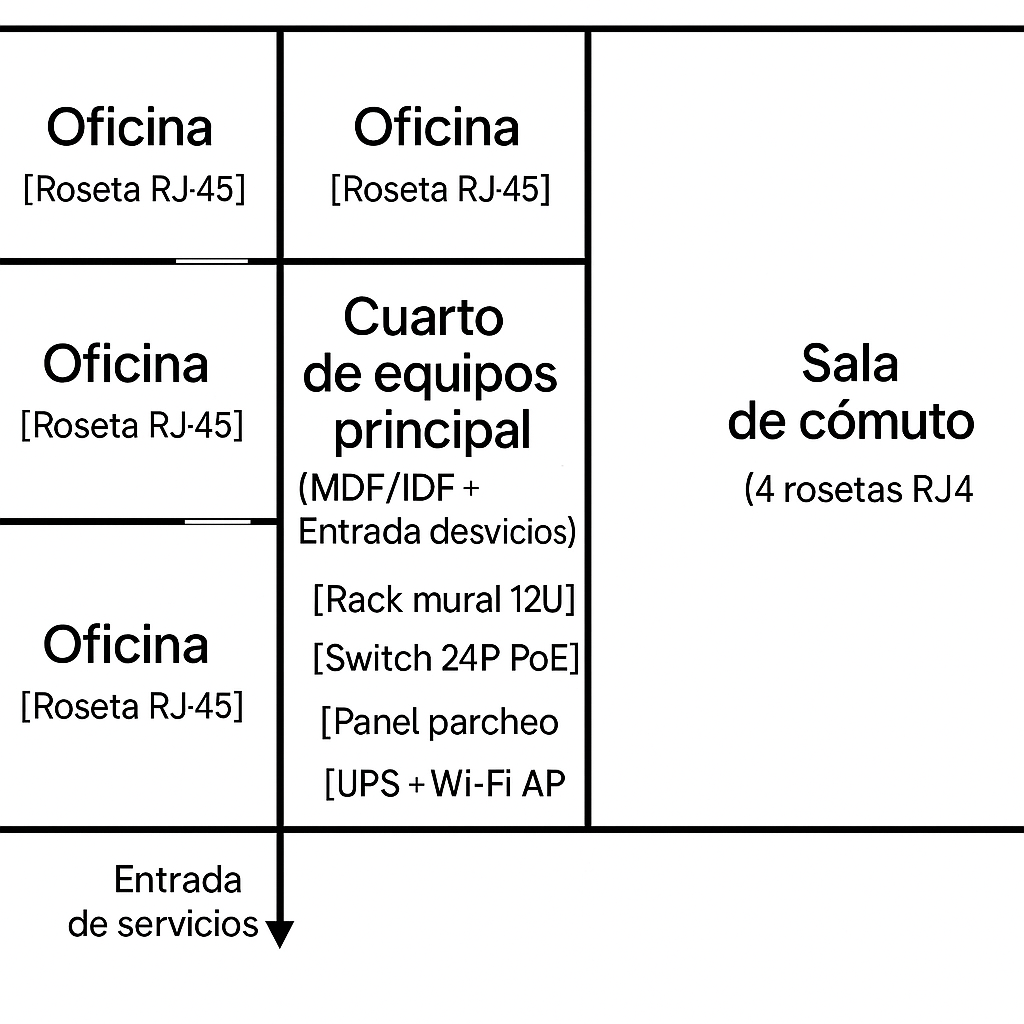 Oficina
[Roseta RJ-45]
Oficina
[Roseta RJ-45]
Oficina
[Roseta RJ-45]
Cuarto
de equipos
principal
(MDF/IDF +
Entrada desvicios)
[Rack mural 12U]
[Switch 24P PoE]
[Panel parcheo
[UPS + Wi-Fi AP
Sala
de cómuto
(4 rosetas RJ4
Oficina
[Roseta RJ-45]
Entrada
de servicios